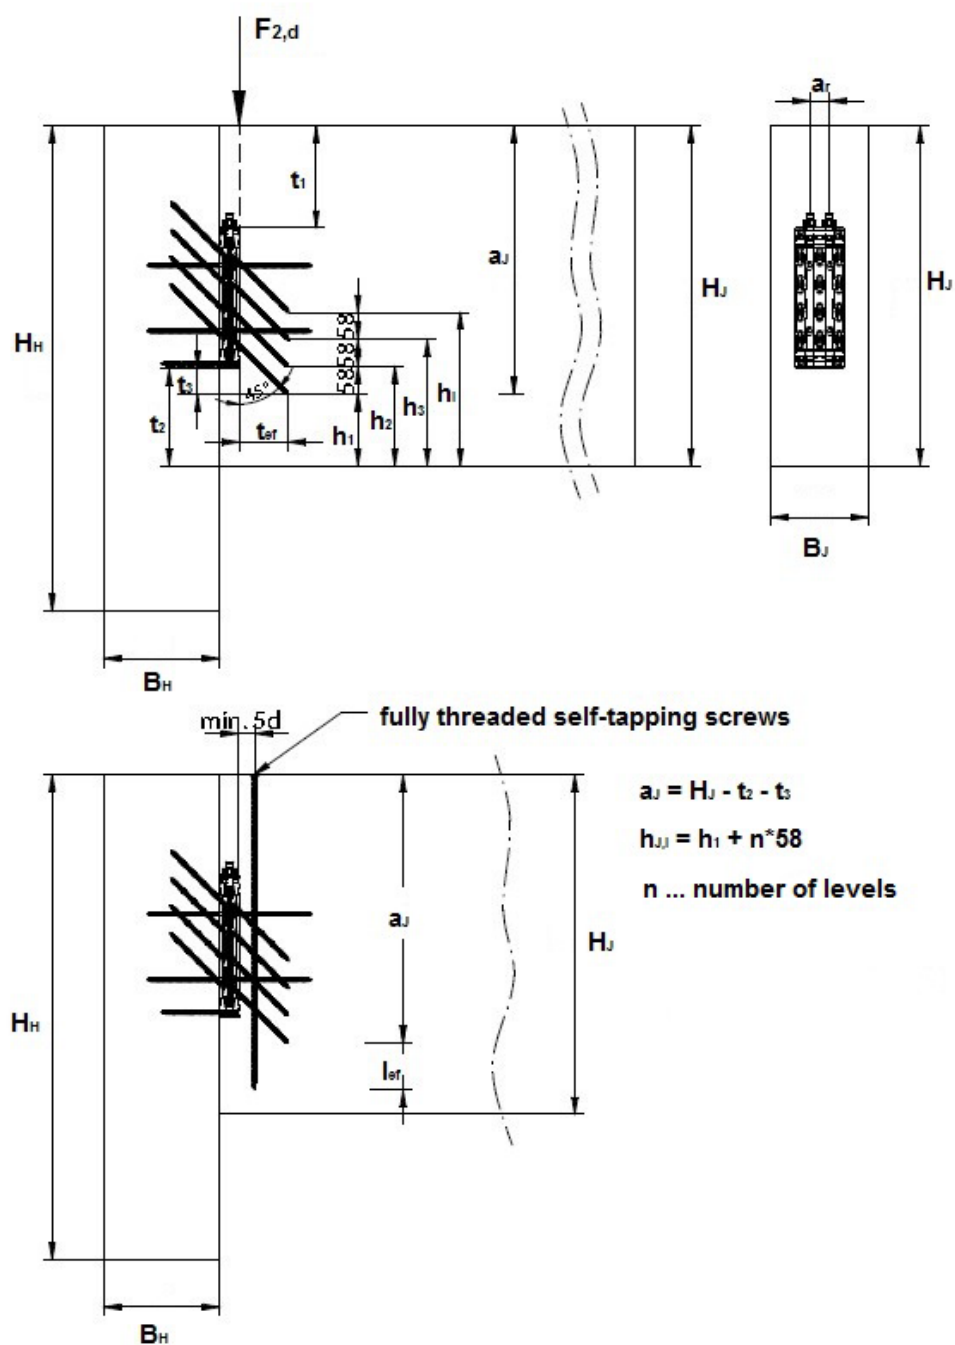 F2,d
ar
t1
aJ
HJ
HJ
HH
58
58
58
t3
45°
t2
tef
h1
h2
h3
hi
BJ
BH
min. 5d
fully threaded self-tapping screws
aJ = HJ - t2 - t3
hJ,i = h1 + n*58
n ... number of levels
aJ
HJ
HH
lef
BH